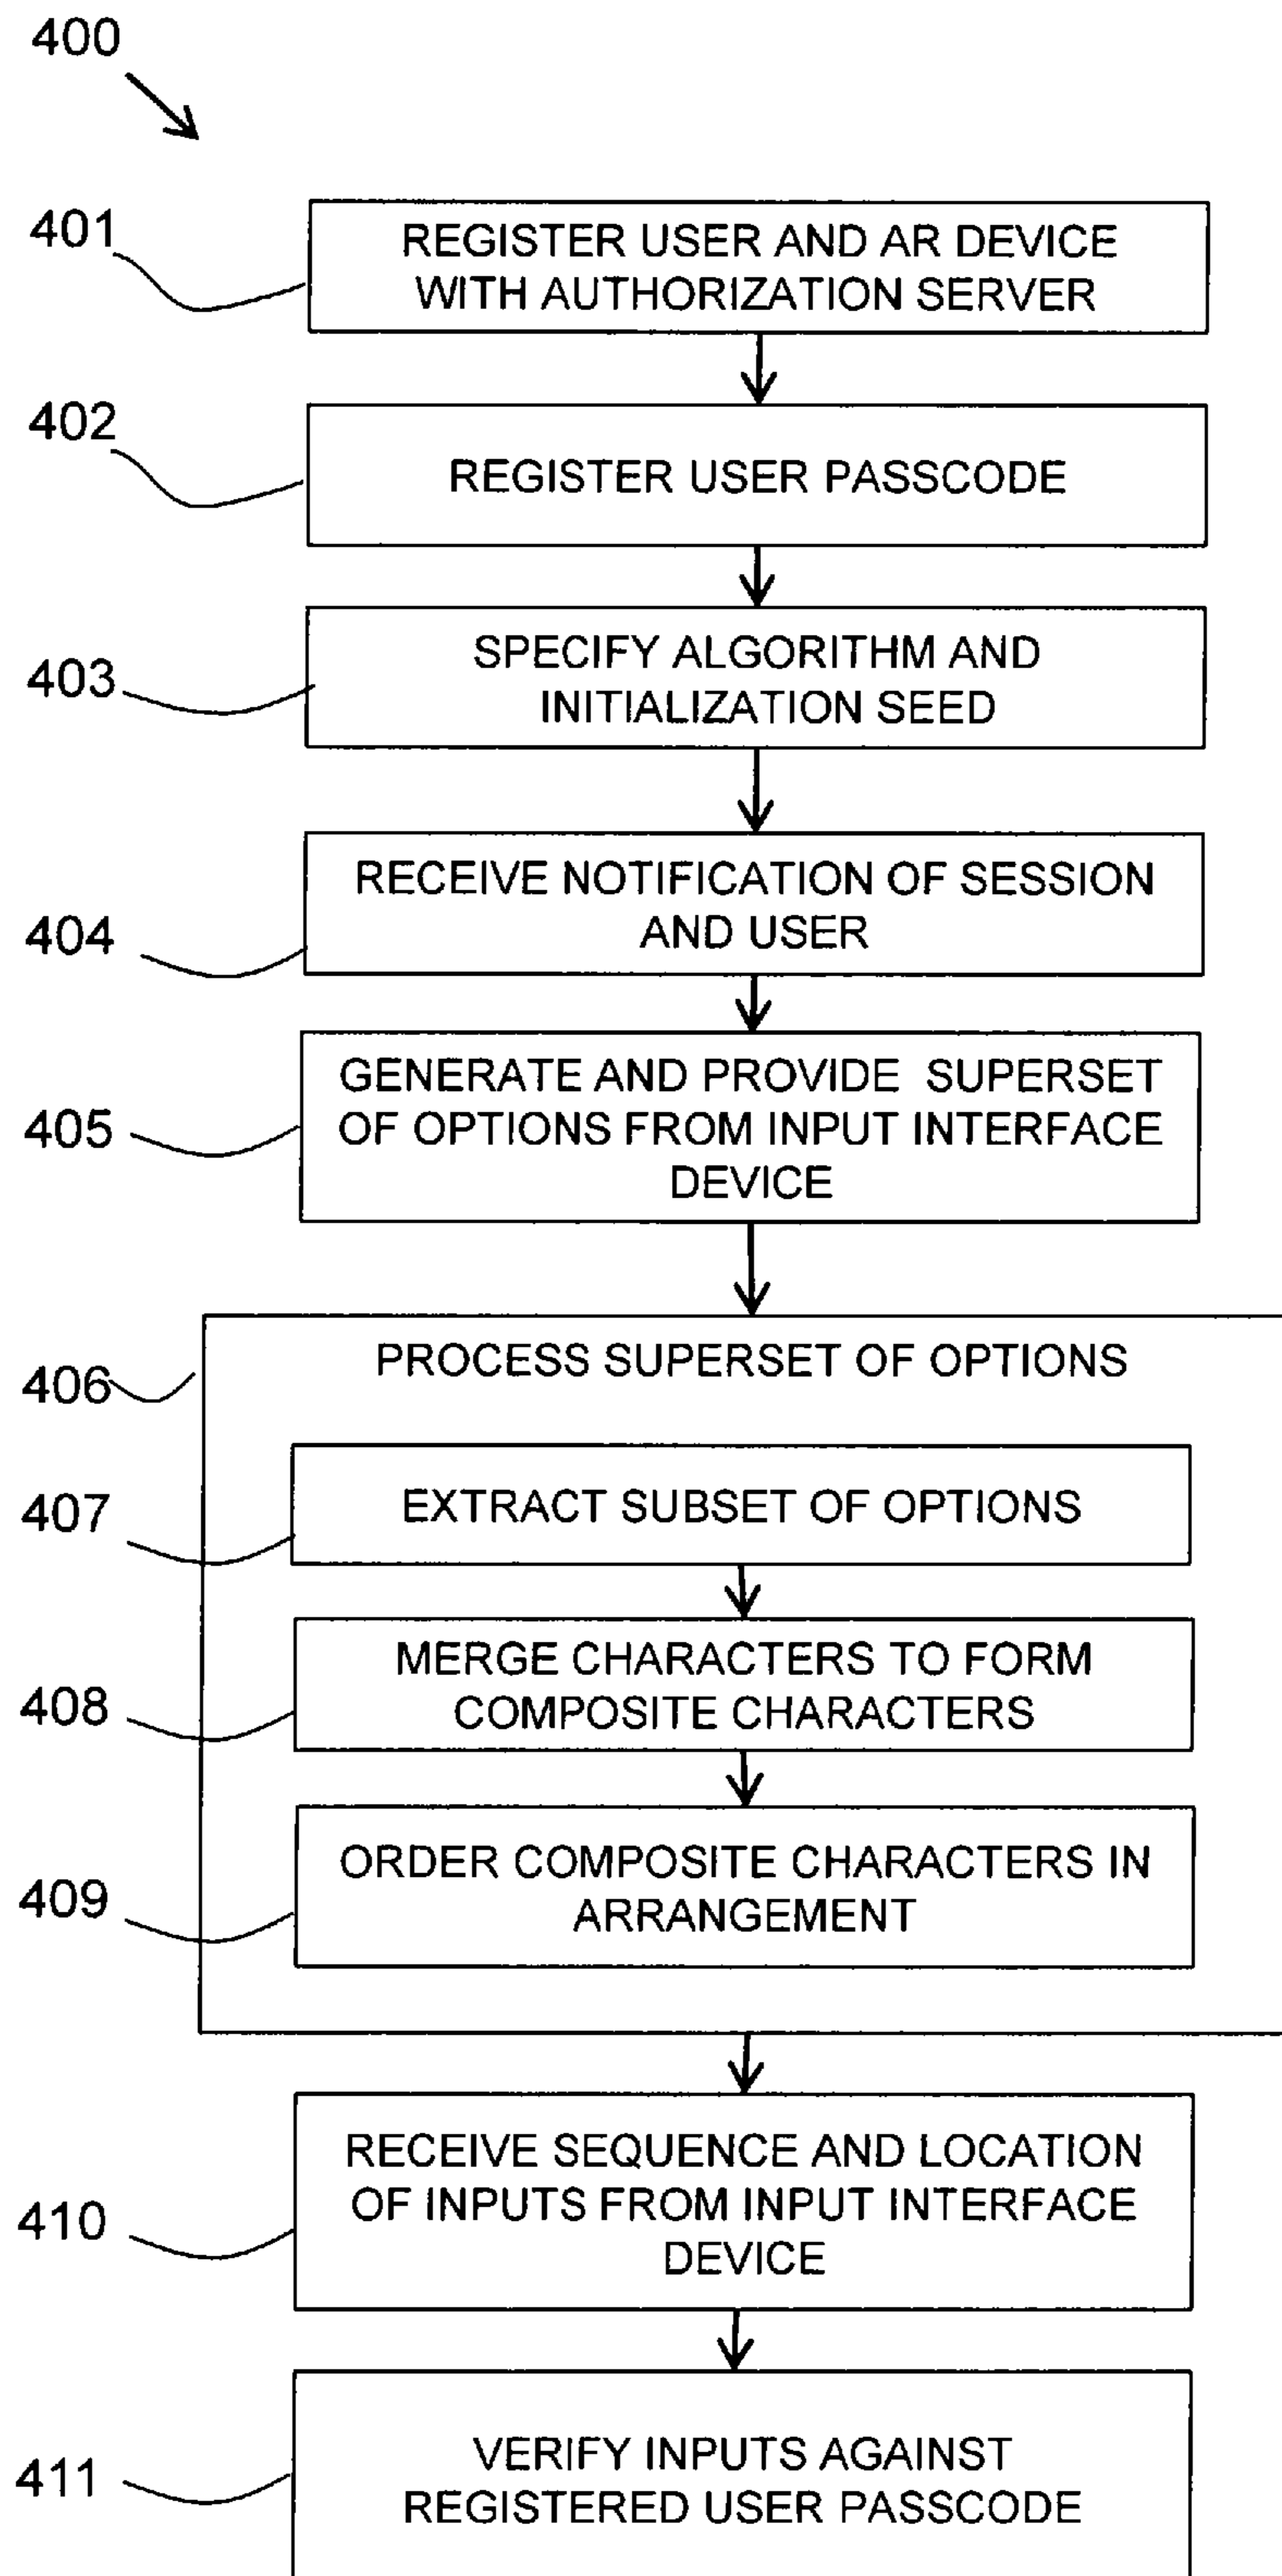 400
401
REGISTER USER AND AR DEVICE
WITH AUTHORIZATION SERVER
402
REGISTER USER PASSCODE
403
SPECIFY ALGORITHM AND
INITIALIZATION SEED
404
RECEIVE NOTIFICATION OF SESSION
AND USER
405
GENERATE AND PROVIDE SUPERSET
OF OPTIONS FROM INPUT INTERFACE
DEVICE
406
PROCESS SUPERSET OF OPTIONS
407
EXTRACT SUBSET OF OPTIONS
408
MERGE CHARACTERS TO FORM
COMPOSITE CHARACTERS
409
ORDER COMPOSITE CHARACTERS IN
ARRANGEMENT
410
RECEIVE SEQUENCE AND LOCATION
OF INPUTS FROM INPUT INTERFACE
DEVICE
411
VERIFY INPUTS AGAINST
REGISTERED USER PASSCODE